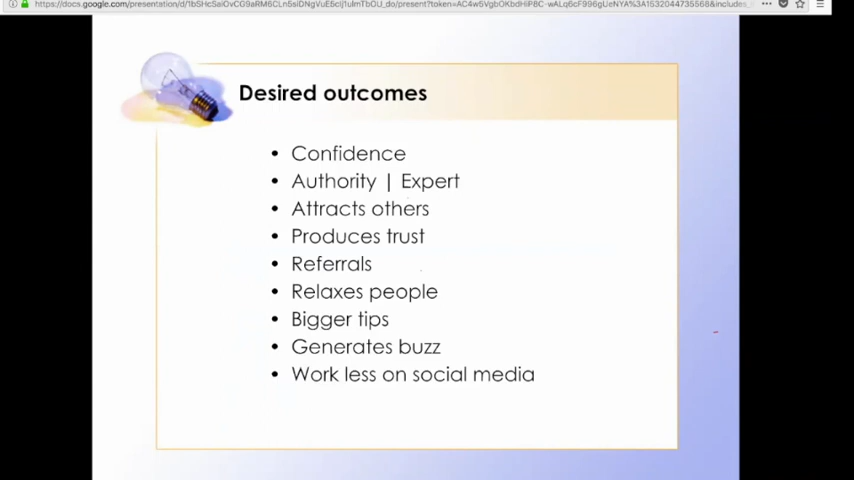 Desired outcomes
• Confidence
• Authority | Expert
• Attracts others
• Produces trust
• Referrals
• Relaxes people
• Bigger tips
• Generates buzz
• Work less on social media